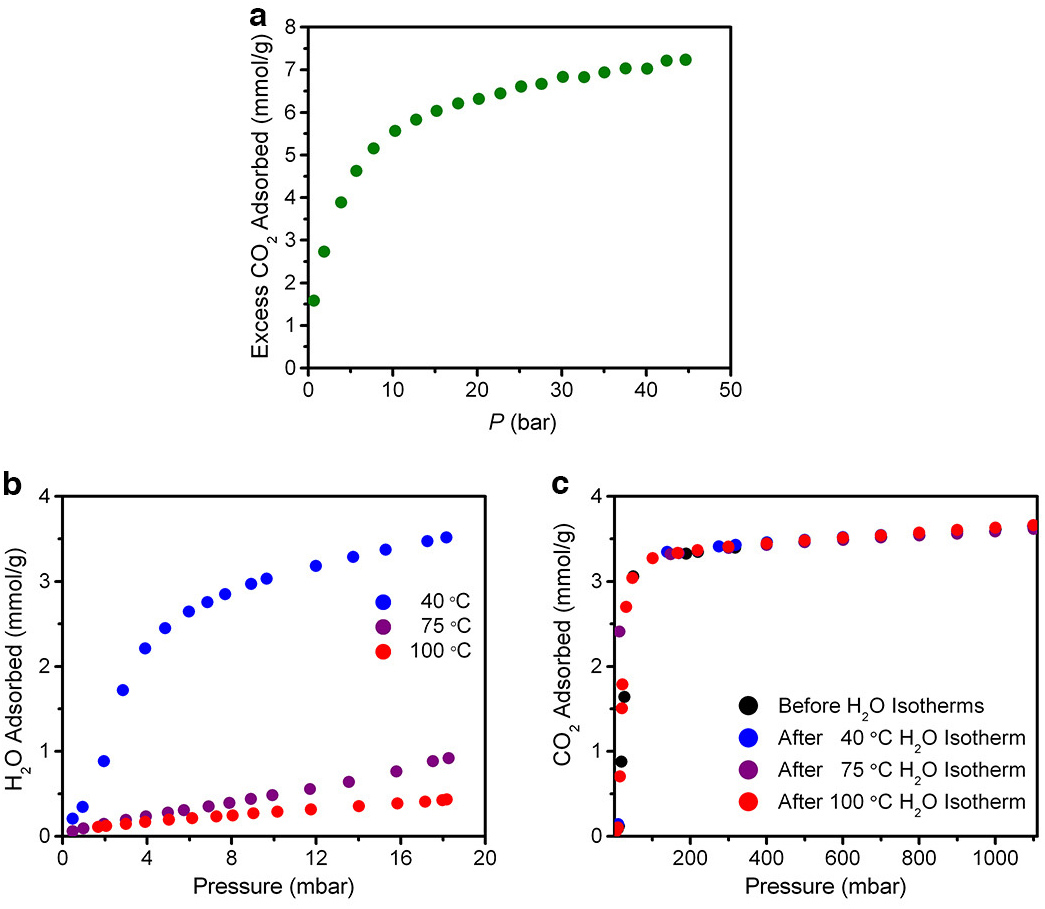 a
8
7
6
5
4
3
2
1
0
Excess CO2 Adsorbed (mmol/g)
0 10 20 30 40 50
P (bar)
b
4
3
2
1
0
H2O Adsorbed (mmol/g)
40 °C
75 °C
100 °C
0 4 8 12 16 20
Pressure (mbar)
c
4
3
2
1
0
CO2 Adsorbed (mmol/g)
Before H2O Isotherms
After 40 °C H2O Isotherm
After 75 °C H2O Isotherm
After 100 °C H2O Isotherm
200 400 600 800 1000
Pressure (mbar)